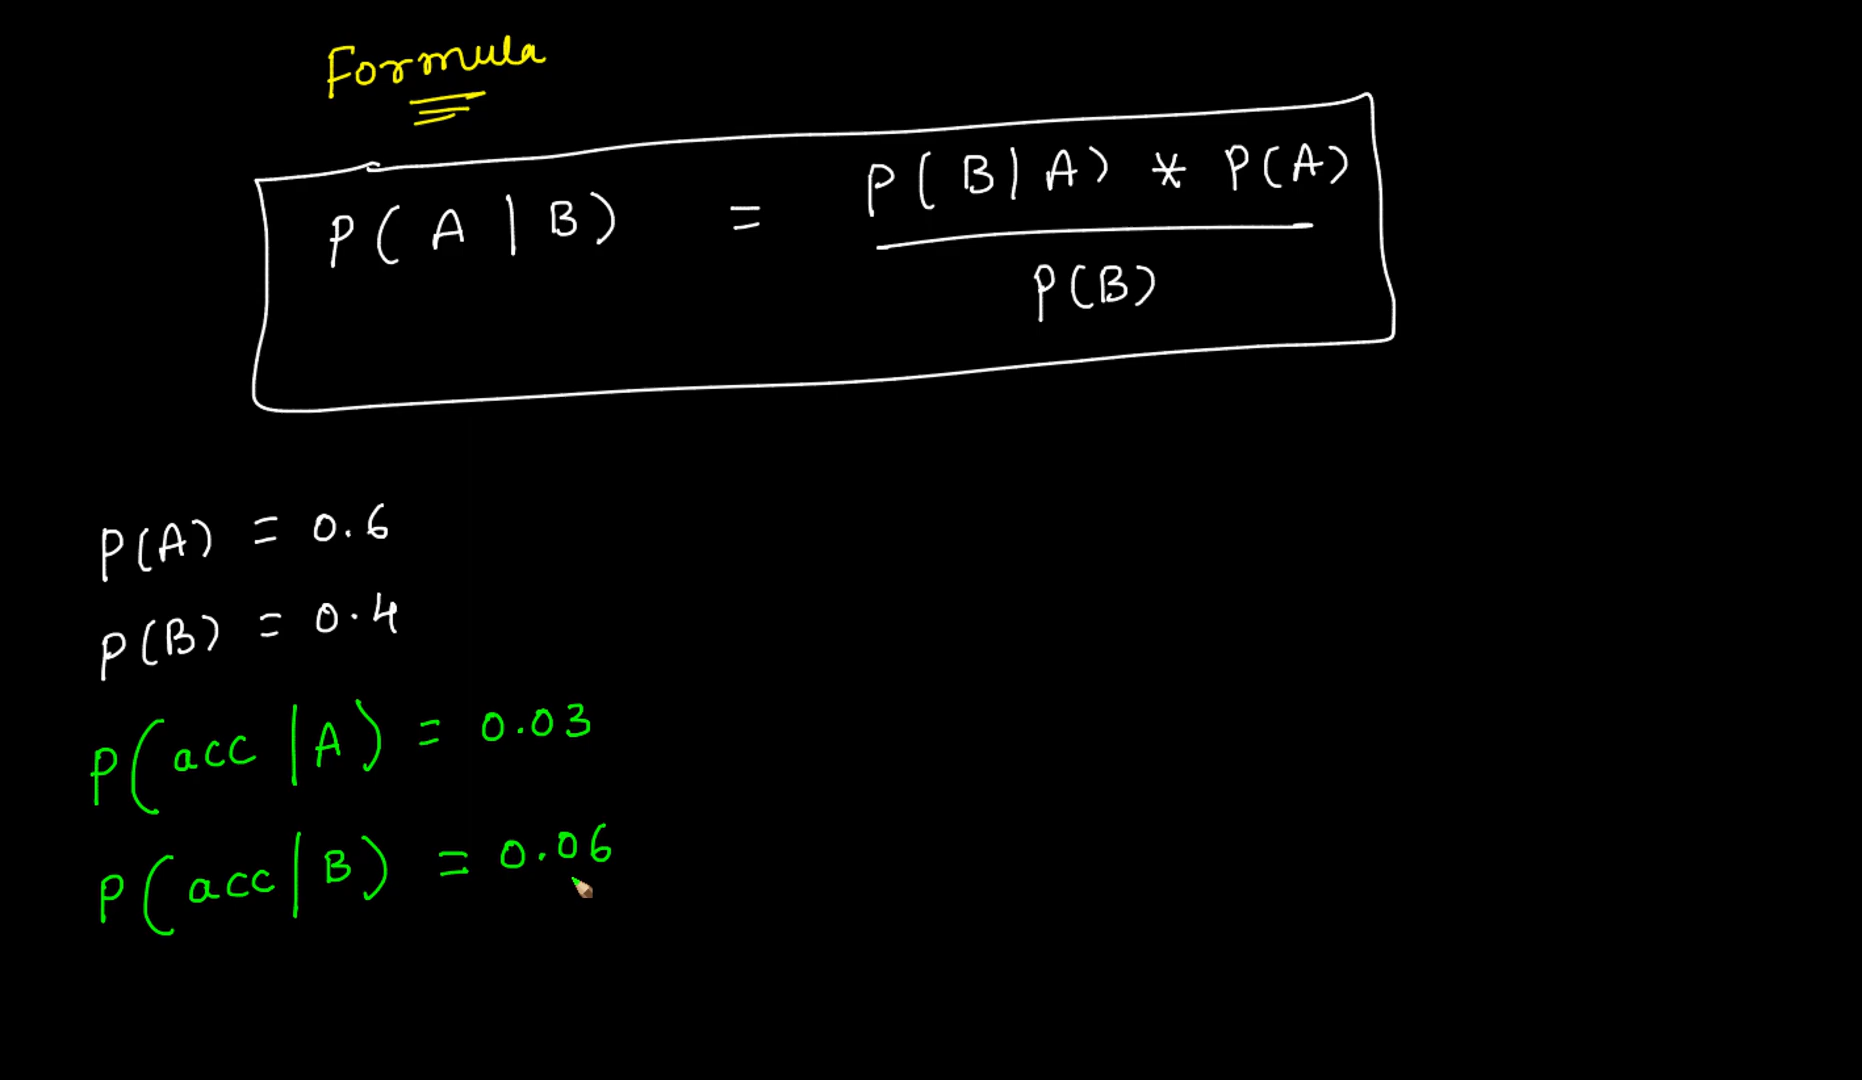 Formula
P(A|B) = P(B|A) * P(A)
P(B)
P(A) = 0.6
P(B) = 0.4
P(acc|A) = 0.03
P(acc|B) = 0.06